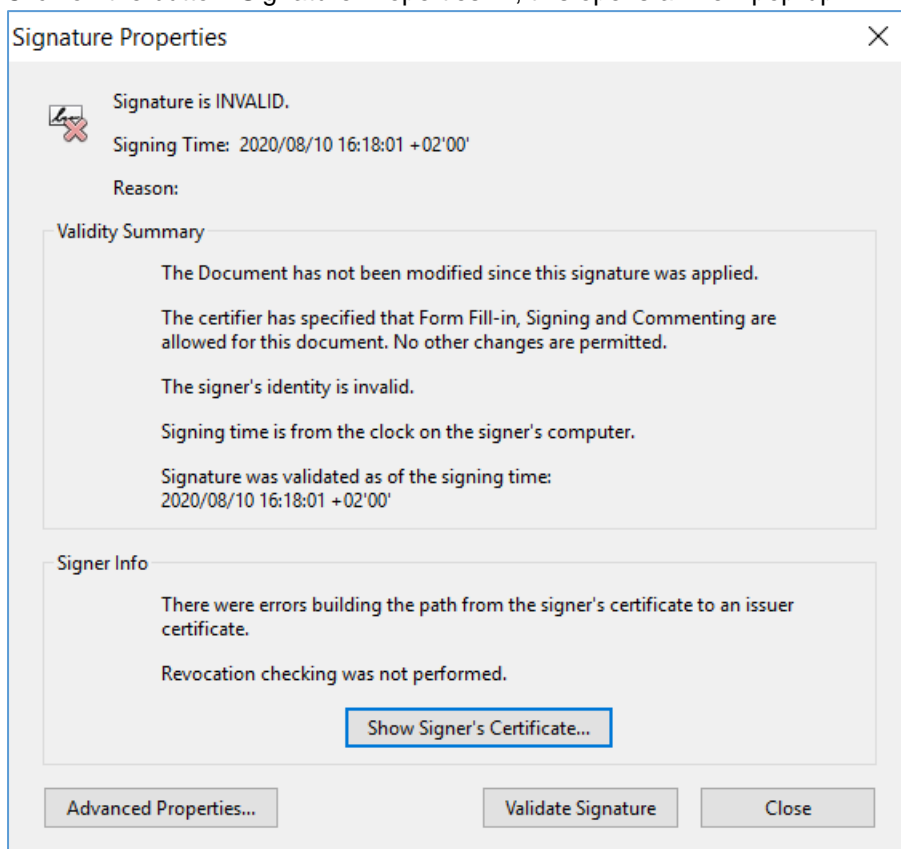 Signature Properties
Signature is INVALID.
Signing Time: 2020/08/10 16:18:01 +02'00'
Reason:
Validity Summary
The Document has not been modified since this signature was applied.
The certifier has specified that Form Fill-in, Signing and Commenting are
allowed for this document. No other changes are permitted.
The signer's identity is invalid.
Signing time is from the clock on the signer's computer.
Signature was validated as of the signing time:
2020/08/10 16:18:01 +02'00'
Signer Info
There were errors building the path from the signer's certificate to an issuer
certificate.
Revocation checking was not performed.
Show Signer's Certificate...
Advanced Properties...
Validate Signature
Close